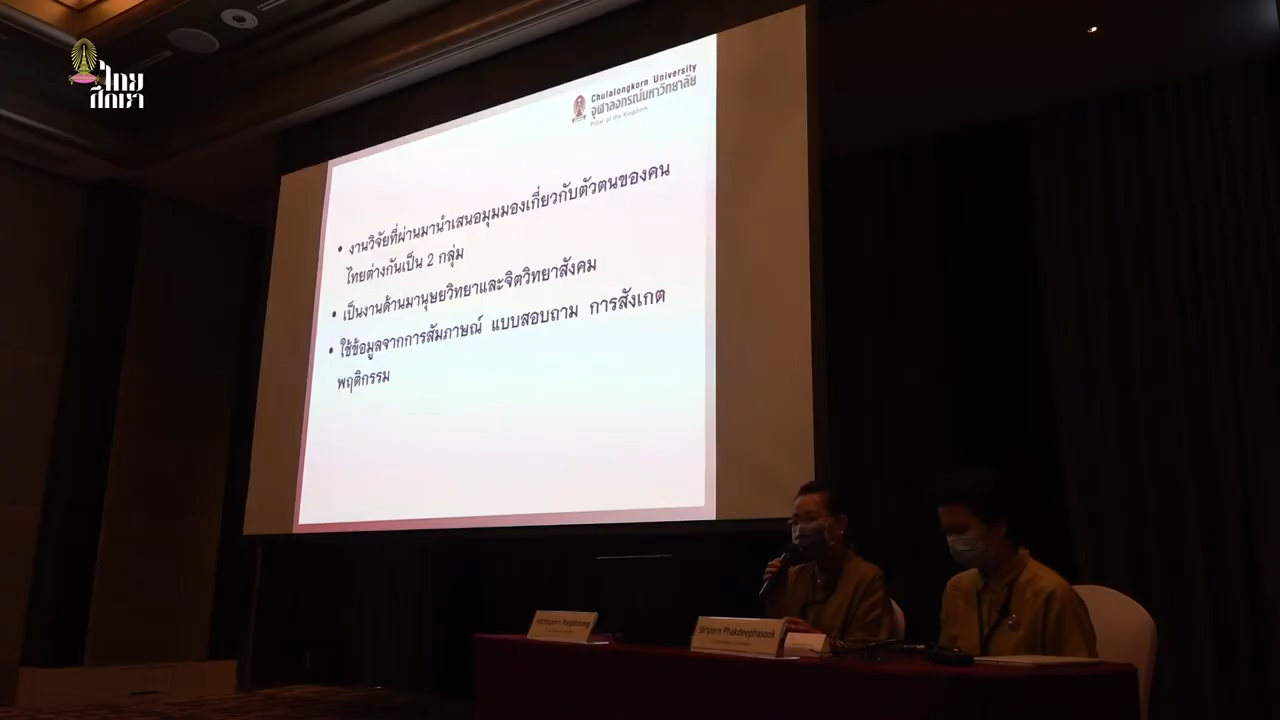 ไทย
ศึกษา
Chulalongkorn University
จุฬาลงกรณ์มหาวิทยาลัย
Pillar of the Kingdom
• งานวิจัยที่ผ่านมานำเสนอมุมมองเกี่ยวกับตัวตนของคน
ไทยต่างกันเป็น 2 กลุ่ม
• เป็นงานด้านมานุษยวิทยาและจิตวิทยาสังคม
• ใช้ข้อมูลจากการสัมภาษณ์ แบบสอบถาม การสังเกต
พฤติกรรม
Siriporn Phakdeephasook